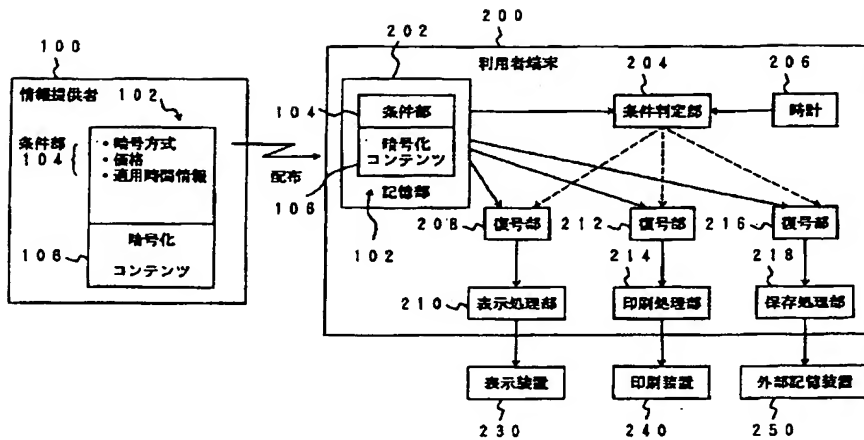 100
情報提供者
102
条件部
104
• 暗号方式
• 価格
• 適用時間情報
106
暗号化
コンテンツ
配布
200
利用者端末
202
104
条件部
暗号化
コンテンツ
106
記憶部
102
204
条件判定部
206
時計
208
復号部
212
復号部
216
復号部
210
表示処理部
214
印刷処理部
218
保存処理部
表示装置
230
印刷装置
240
外部記憶装置
250